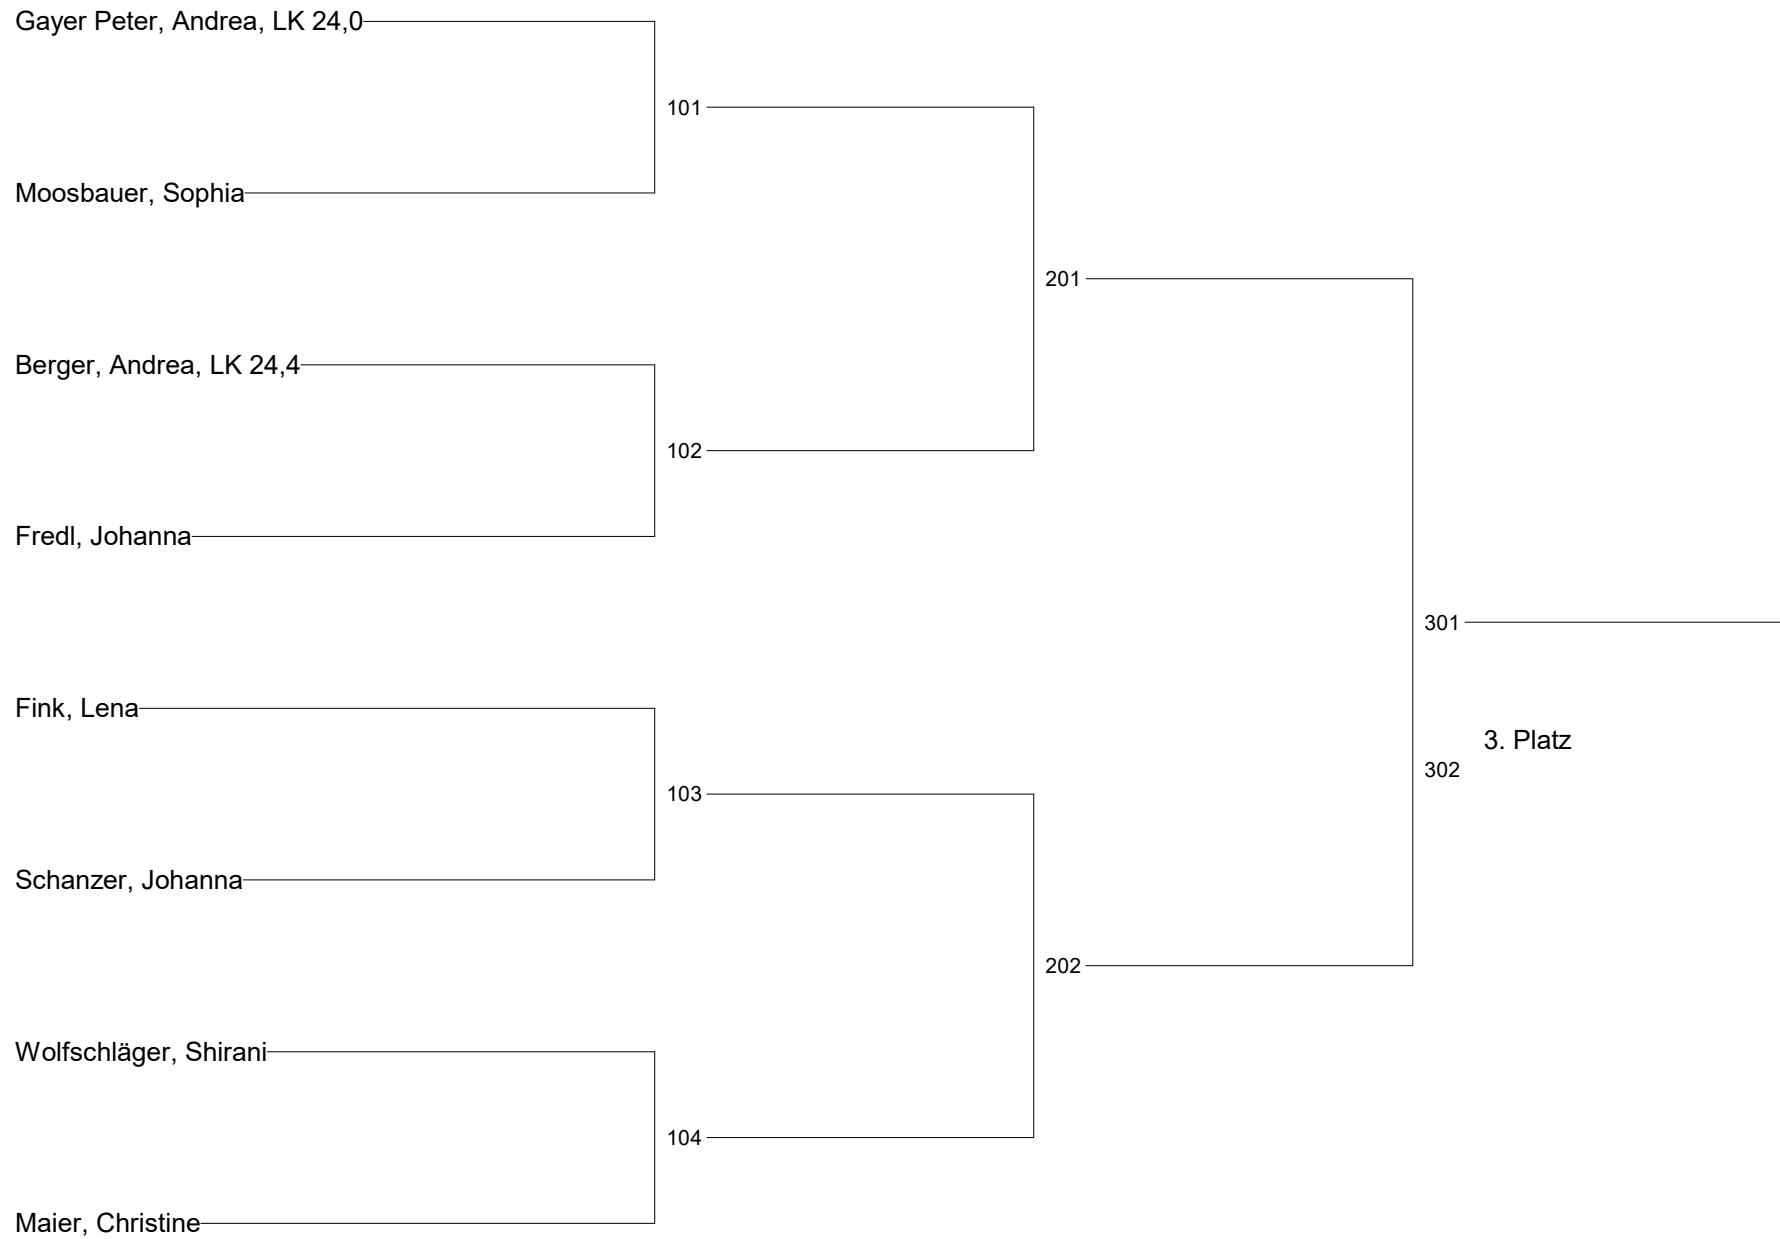 Gayer Peter, Andrea, LK 24,0
101
Moosbauer, Sophia
201
Berger, Andrea, LK 24,4
102
Fredl, Johanna
301
Fink, Lena
3. Platz
302
103
Schanzer, Johanna
202
Wolfschläger, Shirani
104
Maier, Christine